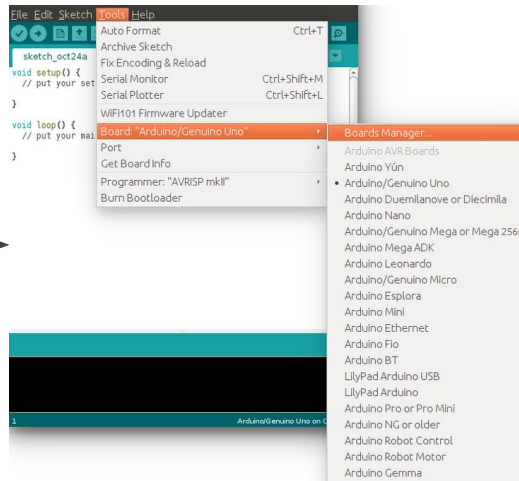 File Edit Sketch Tools Help
sketch_oct24a
void setup() {
// put your set
}
void loop() {
// put your mai
}
Auto Format Ctrl+T
Archive Sketch
Fix Encoding & Reload
Serial Monitor Ctrl+Shift+M
Serial Plotter Ctrl+Shift+L
WiFi101 Firmware Updater
Board: "Arduino/Genuino Uno"
Port
Get Board Info
Programmer: "AVRISP mkII"
Burn Bootloader
Boards Manager...
Arduino AVR Boards
Arduino Yún
Arduino/Genuino Uno
Arduino Duemilanove or Diecimila
Arduino Nano
Arduino/Genuino Mega or Mega 256
Arduino Mega ADK
Arduino Leonardo
Arduino/Genuino Micro
Arduino Esplora
Arduino Mini
Arduino Ethernet
Arduino Fio
Arduino BT
LilyPad Arduino USB
LilyPad Arduino
Arduino Pro or Pro Mini
Arduino NG or older
Arduino Robot Control
Arduino Robot Motor
Arduino Gemma
1 Arduino/Genuino Uno on